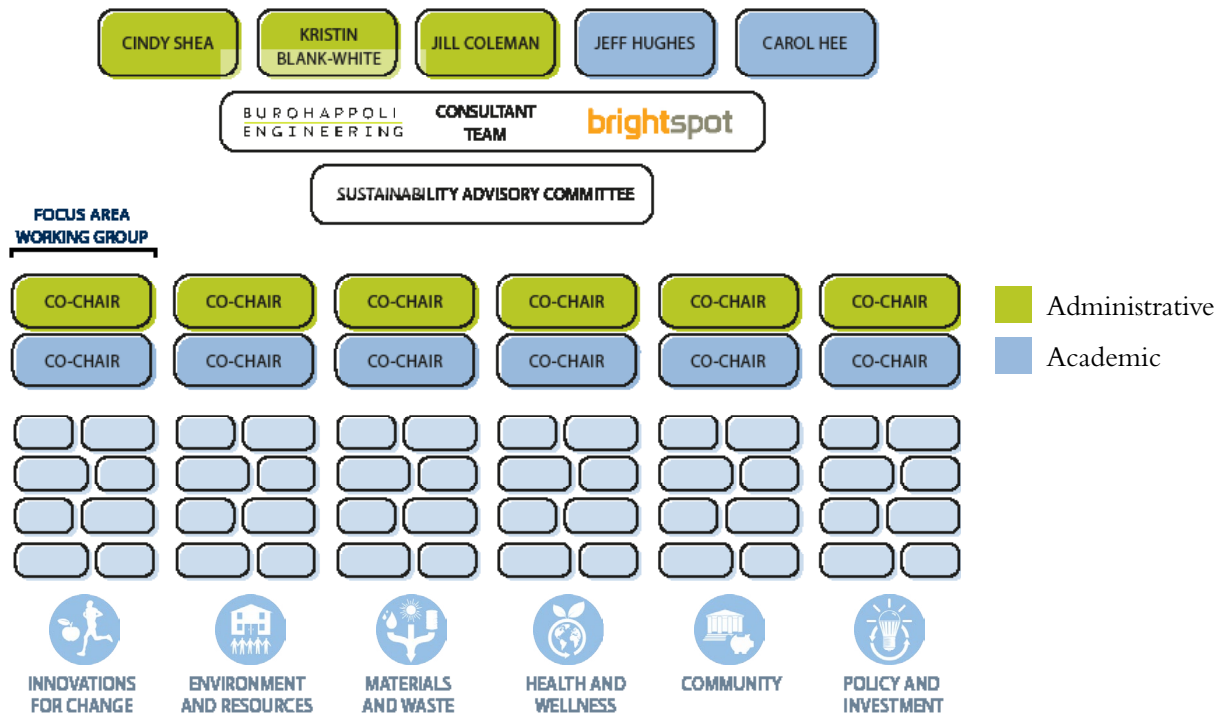 CINDY SHEA
KRISTIN
BLANK-WHITE
JILL COLEMAN
JEFF HUGHES
CAROL HEE
BUROHAPPOLI
ENGINEERING
CONSULTANT
TEAM
brightspot
SUSTAINABILITY ADVISORY COMMITTEE
FOCUS AREA
WORKING GROUP
CO-CHAIR
CO-CHAIR
CO-CHAIR
CO-CHAIR
CO-CHAIR
CO-CHAIR
Administrative
CO-CHAIR
CO-CHAIR
CO-CHAIR
CO-CHAIR
CO-CHAIR
CO-CHAIR
Academic
INNOVATIONS
FOR CHANGE
ENVIRONMENT
AND RESOURCES
MATERIALS
AND WASTE
HEALTH AND
WELLNESS
COMMUNITY
POLICY AND
INVESTMENT